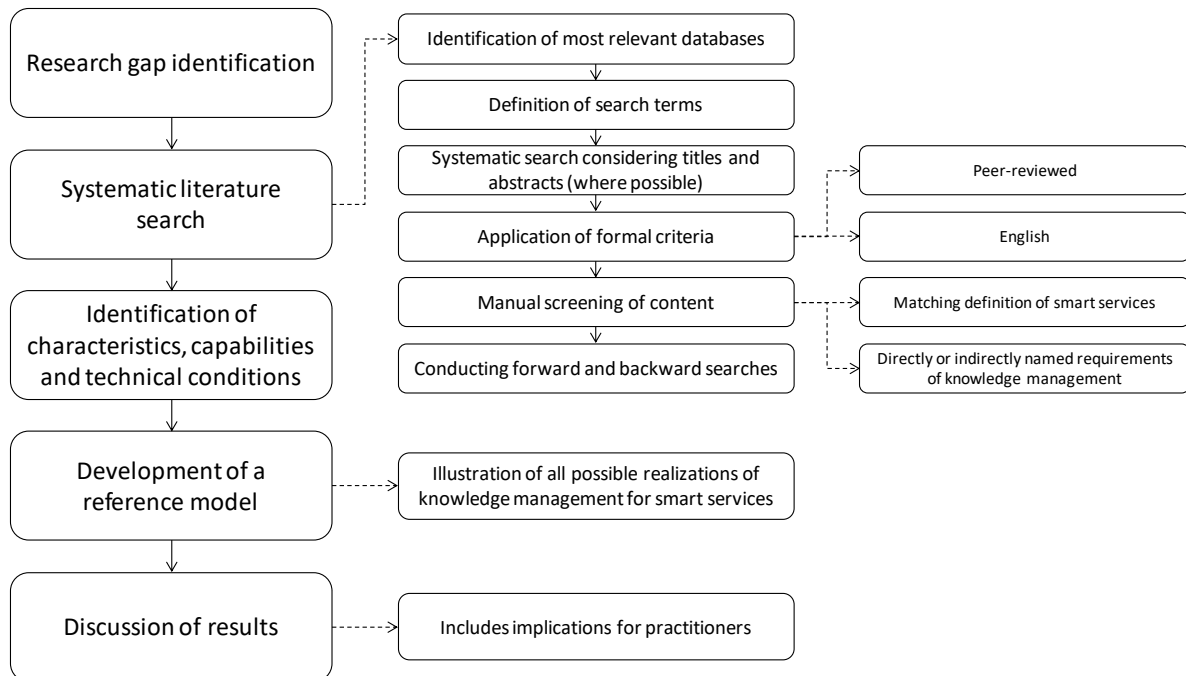 Research gap identification
Systematic literature
search
Identification of
characteristics, capabilities
and technical conditions
Development of a
reference model
Discussion of results
Identification of most relevant databases
Definition of search terms
Systematic search considering titles and
abstracts (where possible)
Application of formal criteria
Manual screening of content
Conducting forward and backward searches
Illustration of all possible realizations of
knowledge management for smart services
Includes implications for practitioners
Peer-reviewed
English
Matching definition of smart services
Directly or indirectly named requirements
of knowledge management